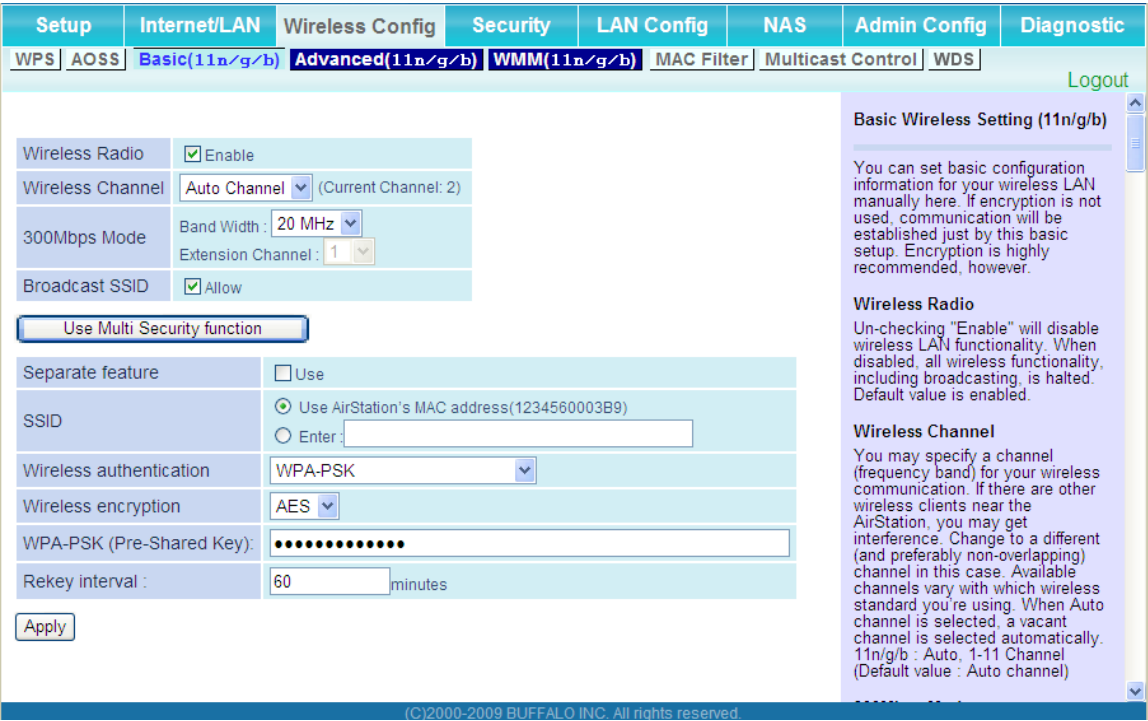 Setup
Internet/LAN
Wireless Config
Security
LAN Config
NAS
Admin Config
Diagnostic
WPS
AOSS
Basic(11n/g/b)
Advanced(11n/g/b)
WMM(11n/g/b)
MAC Filter
Multicast Control
WDS
Logout
Wireless Radio
Enable
Wireless Channel
Auto Channel
(Current Channel: 2)
300Mbps Mode
Band Width : 20 MHz
Extension Channel : 1
Broadcast SSID
Allow
Use Multi Security function
Separate feature
Use
SSID
Use AirStation's MAC address(1234560003B9)
Enter :
Wireless authentication
WPA-PSK
Wireless encryption
AES
WPA-PSK (Pre-Shared Key):
•••••••••••••
Rekey interval :
60 minutes
Apply
Basic Wireless Setting (11n/g/b)
You can set basic configuration
information for your wireless LAN
manually here. If encryption is not
used, communication will be
established just by this basic
setup. Encryption is highly
recommended, however.
Wireless Radio
Un-checking "Enable" will disable
wireless LAN functionality. When
disabled, all wireless functionality,
including broadcasting, is halted.
Default value is enabled.
Wireless Channel
You may specify a channel
(frequency band) for your wireless
communication. If there are other
wireless clients near the
AirStation, you may get
interference. Change to a different
(and preferably non-overlapping)
channel in this case. Available
channels vary with which wireless
standard you're using. When Auto
channel is selected, a vacant
channel is selected automatically.
11n/g/b : Auto, 1-11 Channel
(Default value : Auto channel)
(C)2000-2009 BUFFALO INC. All rights reserved.